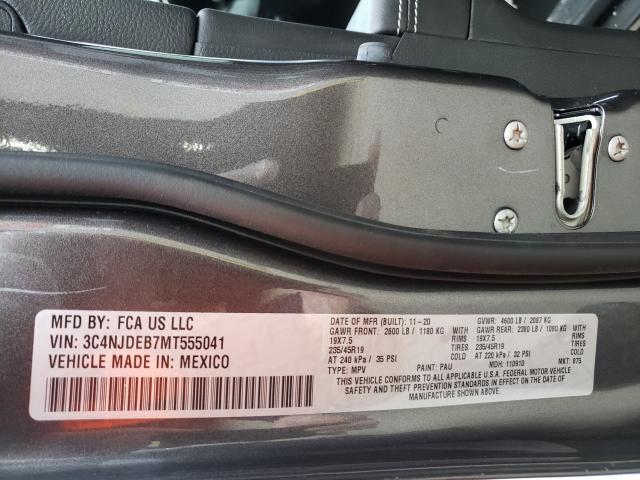 MFD BY: FCA US LLC
VIN: 3C4NJDEB7MT555041
VEHICLE MADE IN: MEXICO
DATE OF MFR (BUILT): 11-20 GVWR: 4600 LB / 2087 KG
GAWR FRONT: 2600 LB / 1180 KG WITH GAWR REAR: 2380 LB / 1080 KG WITH
19X7.5 RIMS 19X7.5 RIMS
235/45R19 TIRES 235/45R19 TIRES
AT 240 kPa / 35 PSI COLD AT 220 kPa / 32 PSI COLD
TYPE: MPV PAINT: PAU MDH: 110910 MKT: 875
THIS VEHICLE CONFORMS TO ALL APPLICABLE U.S.A. FEDERAL MOTOR VEHICLE
SAFETY AND THEFT PREVENTION STANDARDS IN EFFECT ON THE DATE OF
MANUFACTURE SHOWN ABOVE.